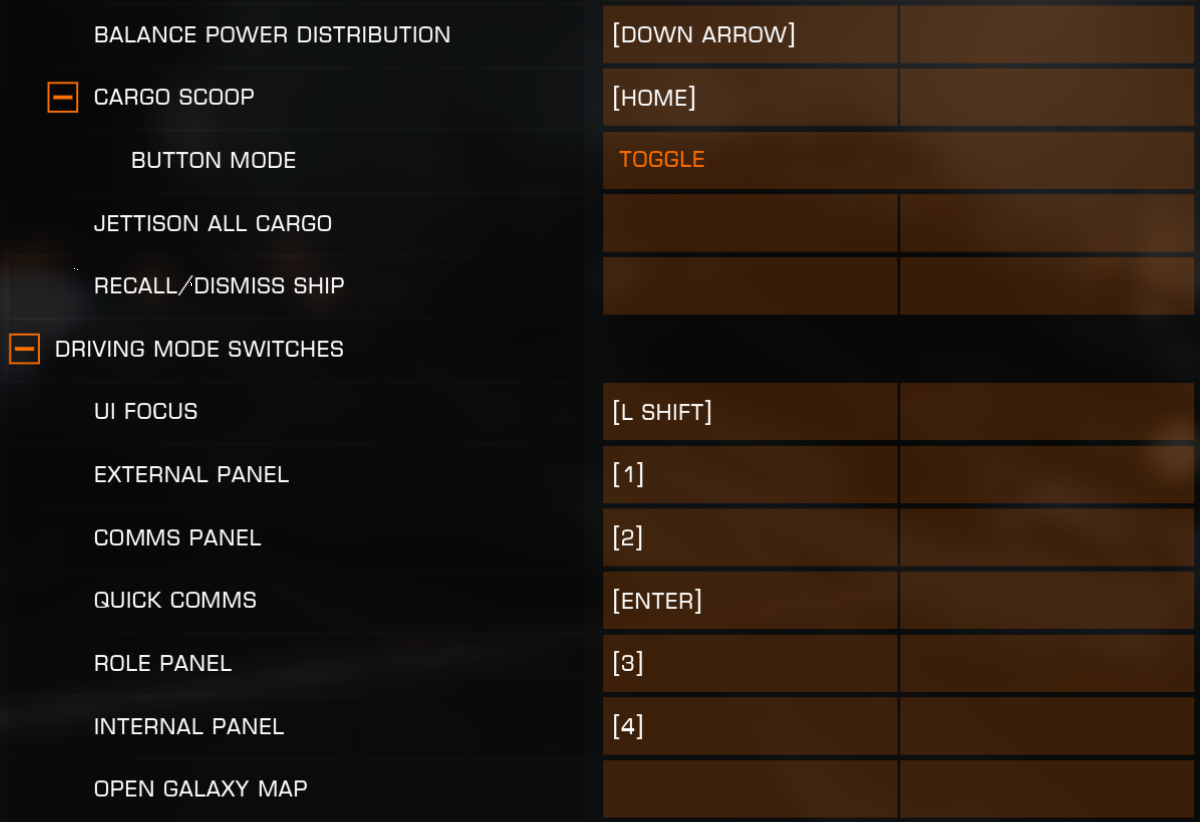 BALANCE POWER DISTRIBUTION [DOWN ARROW]
CARGO SCOOP [HOME]
BUTTON MODE TOGGLE
JETTISON ALL CARGO
RECALL/DISMISS SHIP
DRIVING MODE SWITCHES
UI FOCUS [L SHIFT]
EXTERNAL PANEL [1]
COMMS PANEL [2]
QUICK COMMS [ENTER]
ROLE PANEL [3]
INTERNAL PANEL [4]
OPEN GALAXY MAP